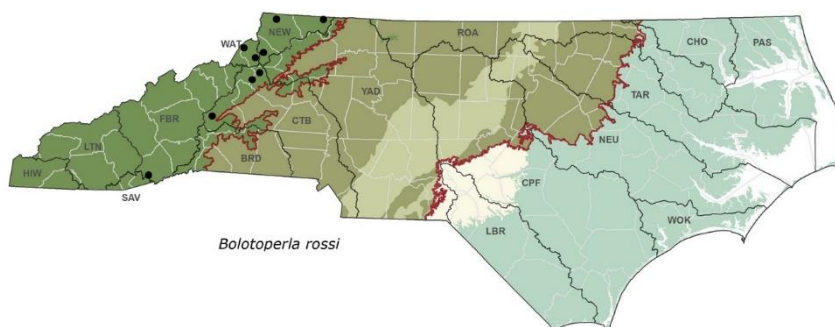 NEW
WAT
ROA
CHO
PAS
YAD
TAR
FBR
CTB
LTN
NEU
BRD
HIW
CPF
SAV
WOK
LBR
Bolotoperla rossi